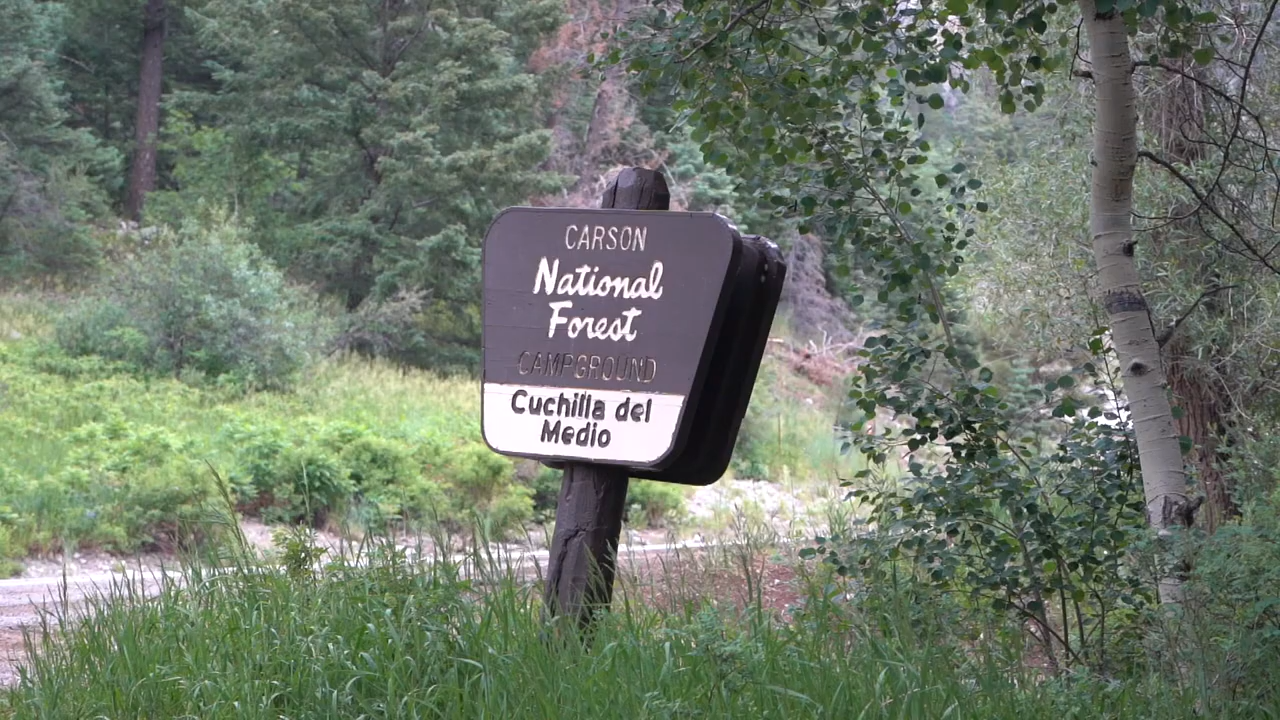 CARSON
National
Forest
CAMPGROUND
Cuchilla del
Medio